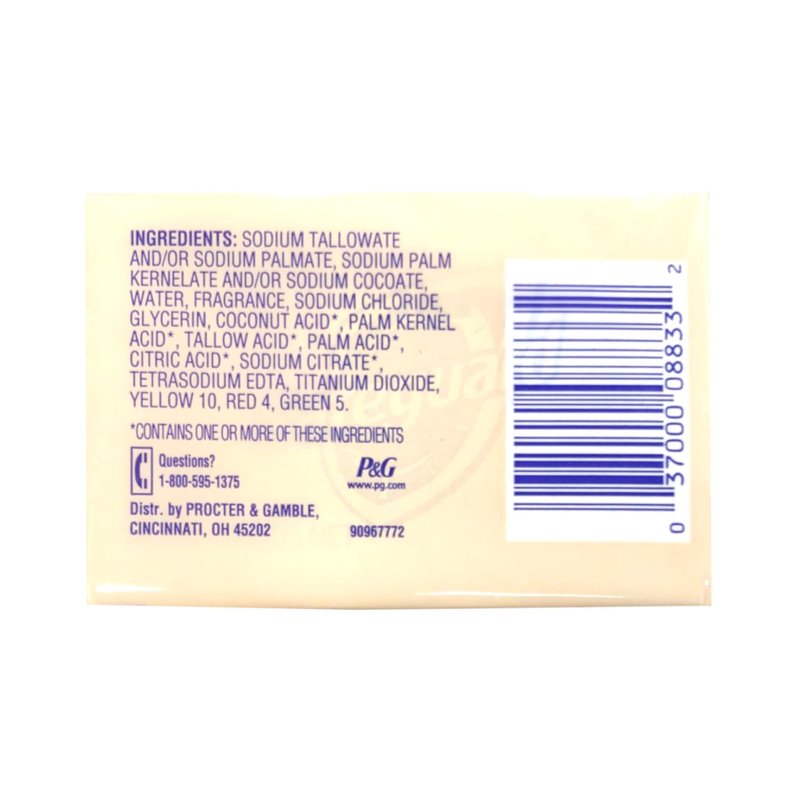 INGREDIENTS: SODIUM TALLOWATE
AND/OR SODIUM PALMATE, SODIUM PALM
KERNELATE AND/OR SODIUM COCOATE,
WATER, FRAGRANCE, SODIUM CHLORIDE,
GLYCERIN, COCONUT ACID*, PALM KERNEL
ACID*, TALLOW ACID*, PALM ACID*,
CITRIC ACID*, SODIUM CITRATE*,
TETRASODIUM EDTA, TITANIUM DIOXIDE,
YELLOW 10, RED 4, GREEN 5.
*CONTAINS ONE OR MORE OF THESE INGREDIENTS
Questions?
1-800-595-1375
P&G
www.pg.com
Distr. by PROCTER & GAMBLE,
CINCINNATI, OH 45202
90967772
0 37000 08833 2